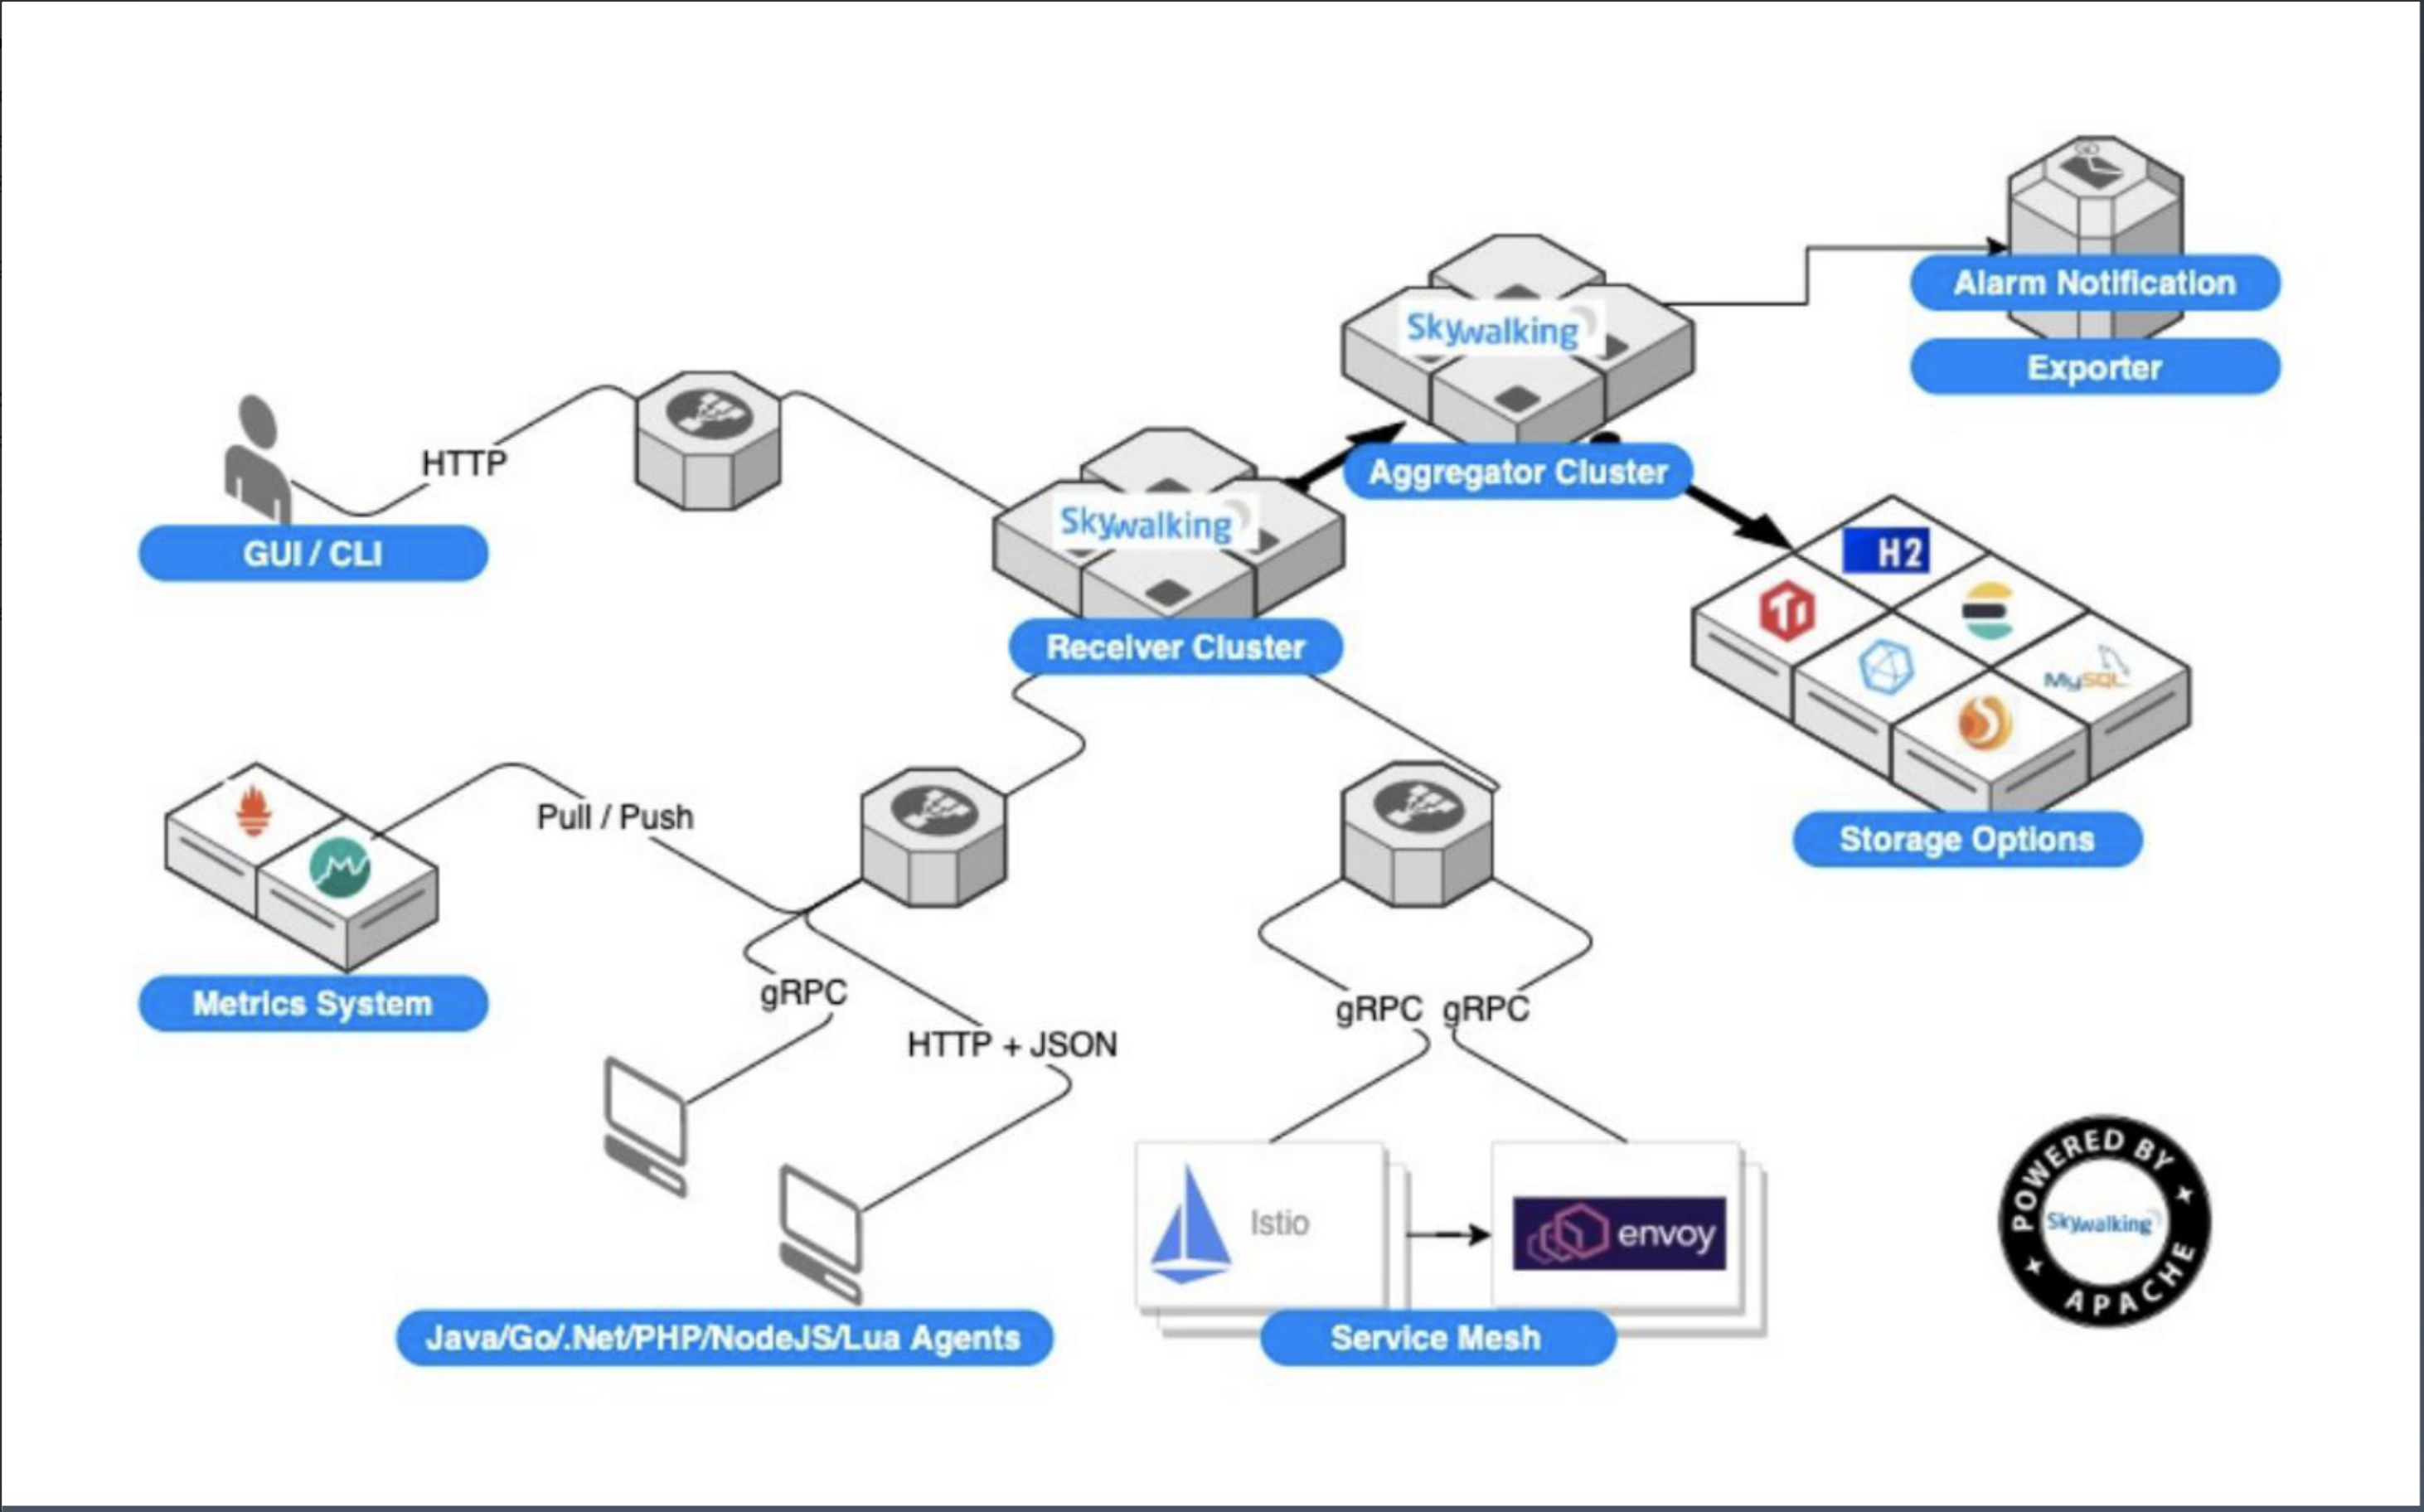 Alarm Notification
Exporter
Skywalking
Aggregator Cluster
HTTP
GUI / CLI
Skywalking
Receiver Cluster
H2
MySQL
Storage Options
Pull / Push
Metrics System
gRPC
HTTP + JSON
gRPC gRPC
Istio
envoy
Java/Go/.Net/PHP/NodeJS/Lua Agents
Service Mesh
POWERED BY
Skywalking
APACHE